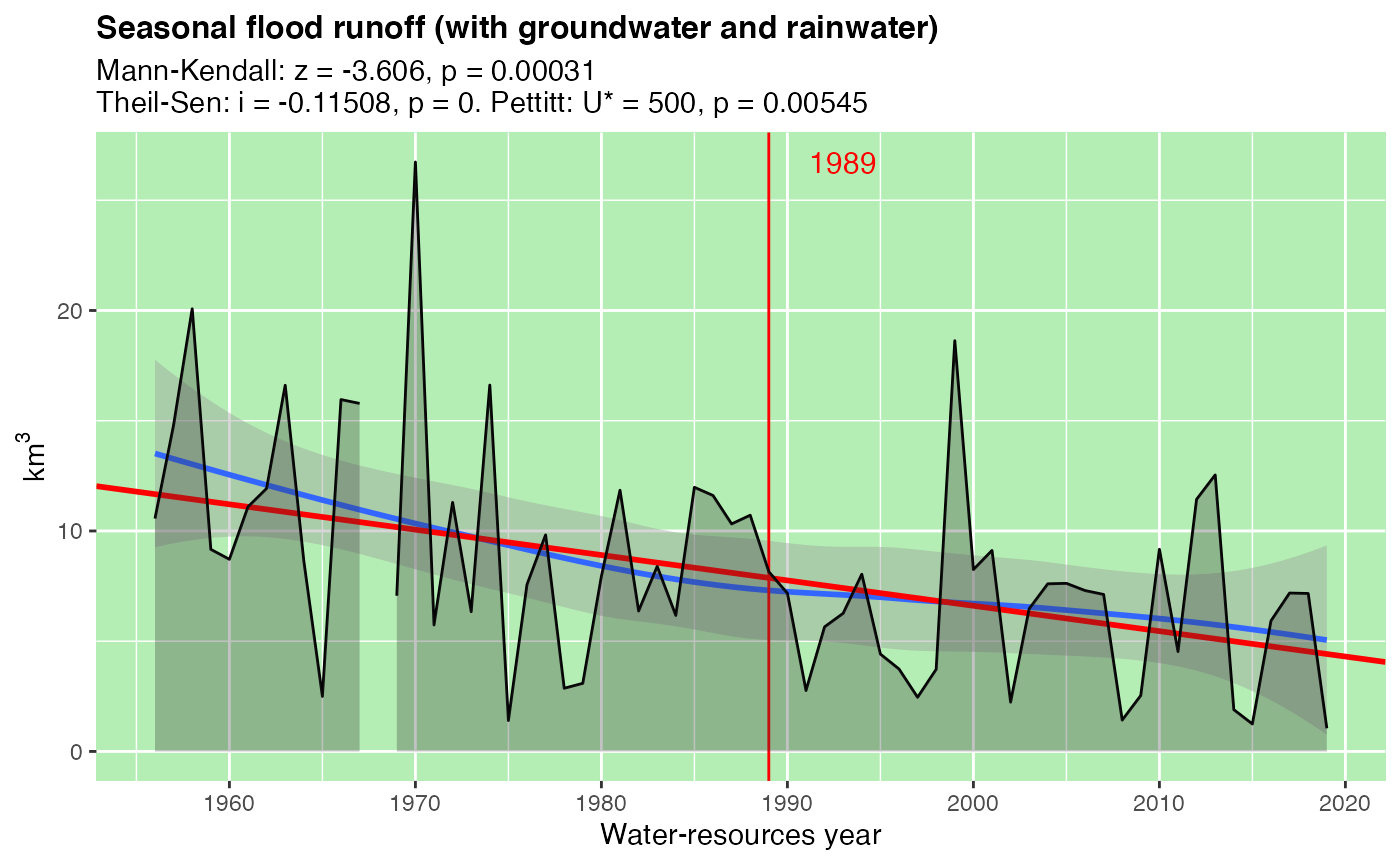 Seasonal flood runoff (with groundwater and rainwater)
Mann-Kendall: z = -3.606, p = 0.00031
Theil-Sen: i = -0.11508, p = 0. Pettitt: U* = 500, p = 0.00545
1989
20
10
0
km³
1960 1970 1980 1990 2000 2010 2020
Water-resources year